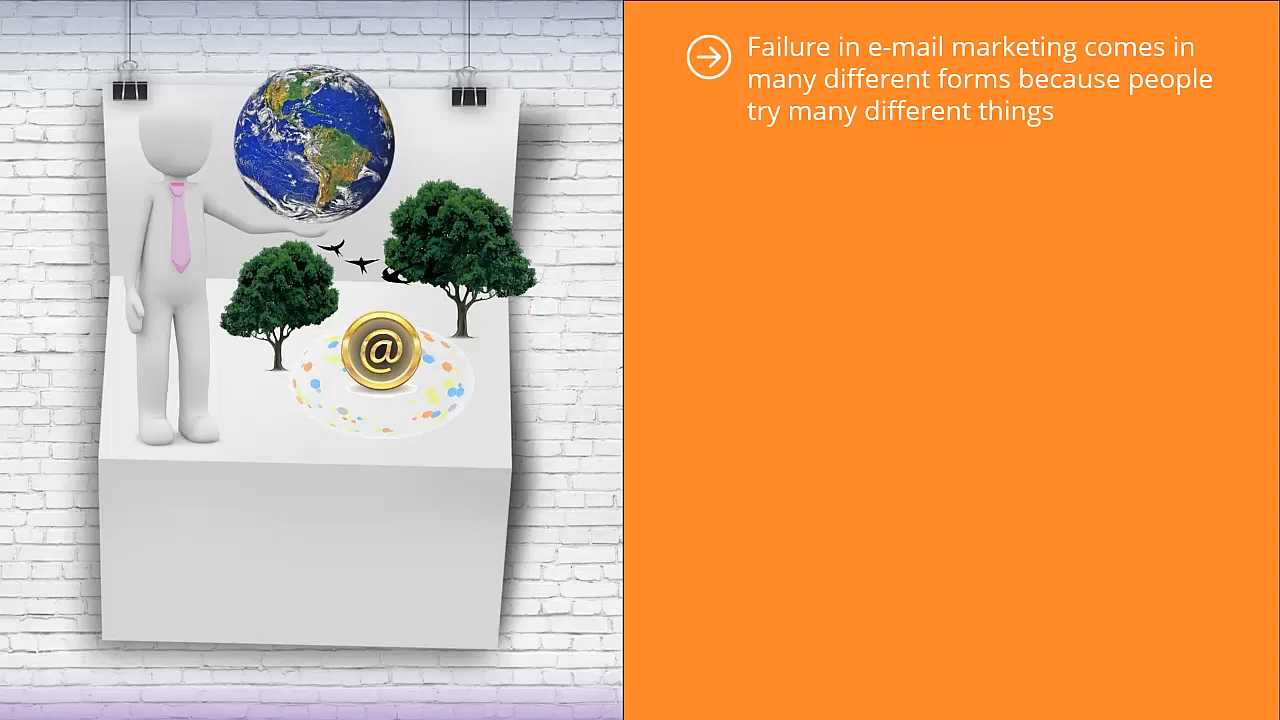 Failure in e-mail marketing comes in
many different forms because people
try many different things
@